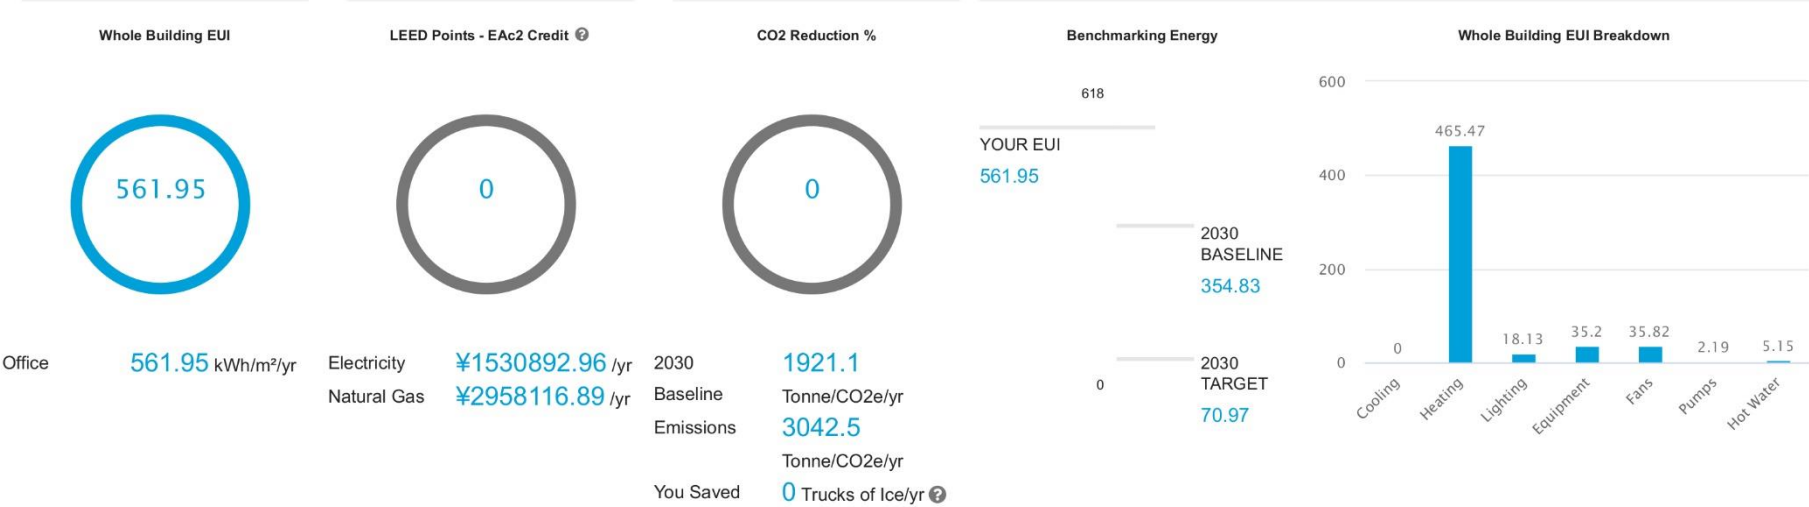 Whole Building EUI
561.95
Office 561.95 kWh/m²/yr
LEED Points - EAc2 Credit ?
0
Electricity ¥1530892.96 /yr
Natural Gas ¥2958116.89 /yr
CO2 Reduction %
0
2030 1921.1
Baseline Tonne/CO2e/yr
Emissions 3042.5
Tonne/CO2e/yr
You Saved 0 Trucks of Ice/yr ?
Benchmarking Energy
618
YOUR EUI
561.95
2030
BASELINE
354.83
2030
TARGET
0
70.97
Whole Building EUI Breakdown
600
400
200
0
0
465.47
18.13
35.2
35.82
2.19
5.15
Cooling
Heating
Lighting
Equipment
Fans
Pumps
Hot Water